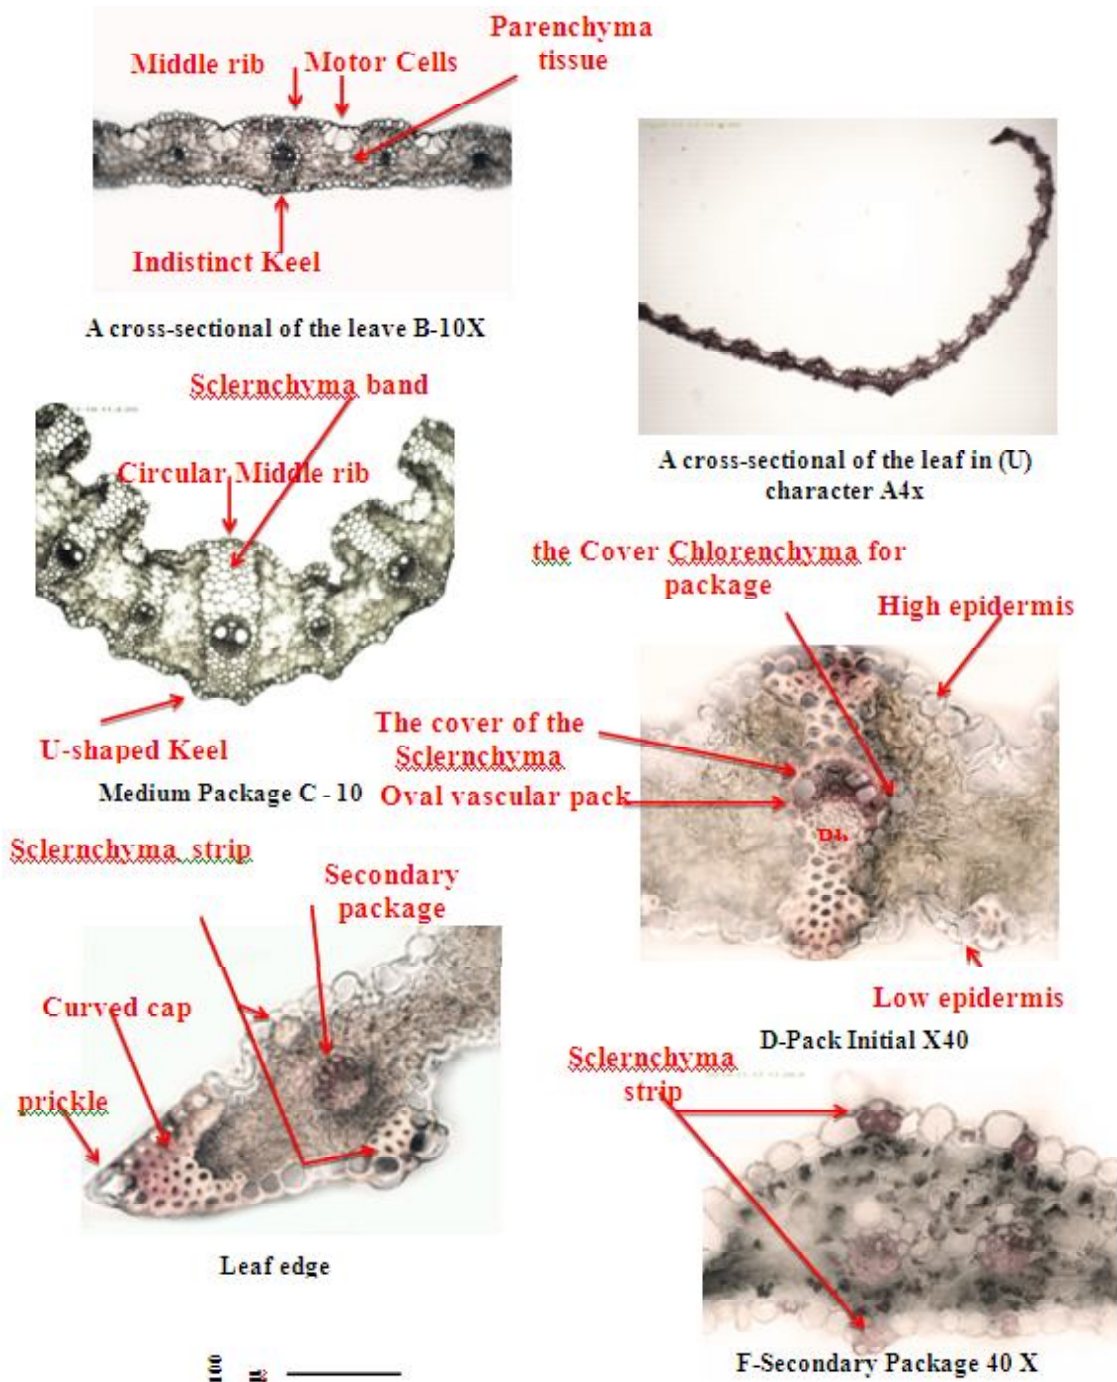 Parenchyma
tissue
Middle rib
Motor Cells
Indistinct Keel
A cross-sectional of the leave B-10X
A cross-sectional of the leaf in (U)
character A4x
Sclernchyma band
Circular Middle rib
U-shaped Keel
Medium Package C - 10
the Cover Chlorenchyma for
package
High epidermis
The cover of the
Sclernchyma
Oval vascular pack
Low epidermis
D-Pack Initial X40
Sclernchyma strip
Secondary
package
Curved cap
prickle
Leaf edge
Sclernchyma
strip
F-Secondary Package 40 X
100